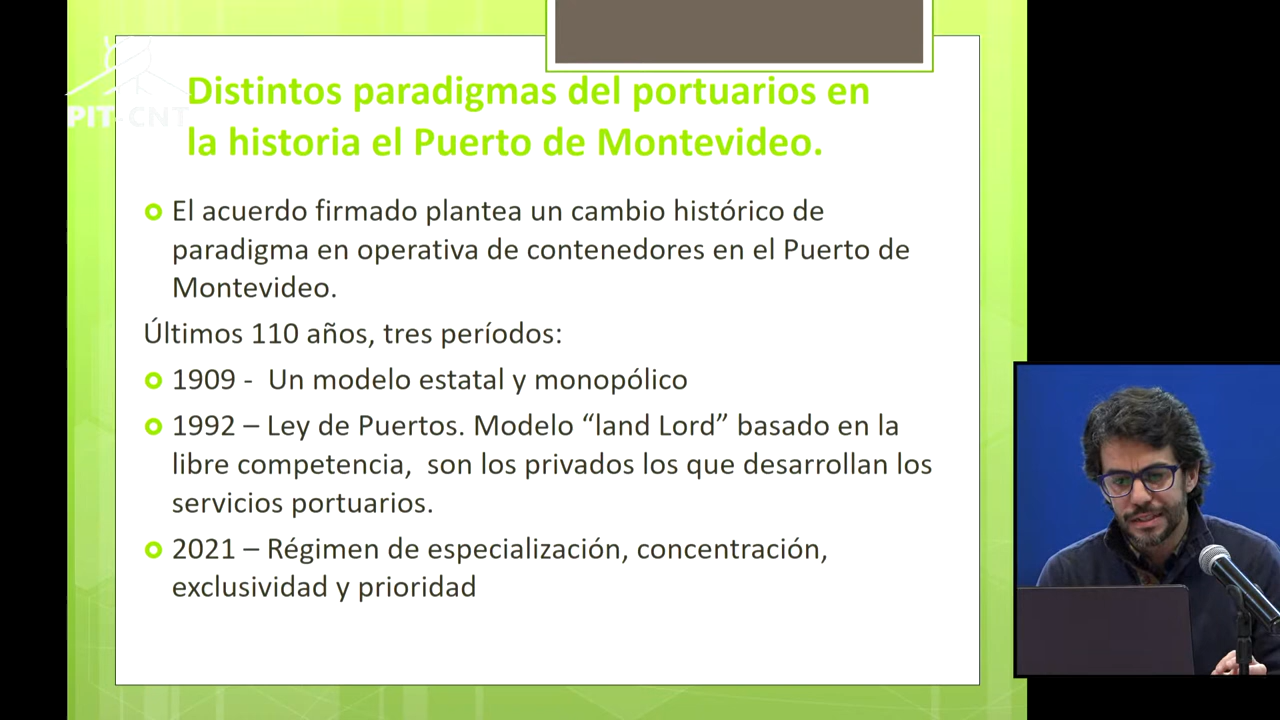 PIT-CNT
Distintos paradigmas del portuarios en
la historia el Puerto de Montevideo.
El acuerdo firmado plantea un cambio histórico de
paradigma en operativa de contenedores en el Puerto de
Montevideo.
Últimos 110 años, tres períodos:
1909 - Un modelo estatal y monopólico
1992 – Ley de Puertos. Modelo “land Lord” basado en la
libre competencia, son los privados los que desarrollan los
servicios portuarios.
2021 – Régimen de especialización, concentración,
exclusividad y prioridad